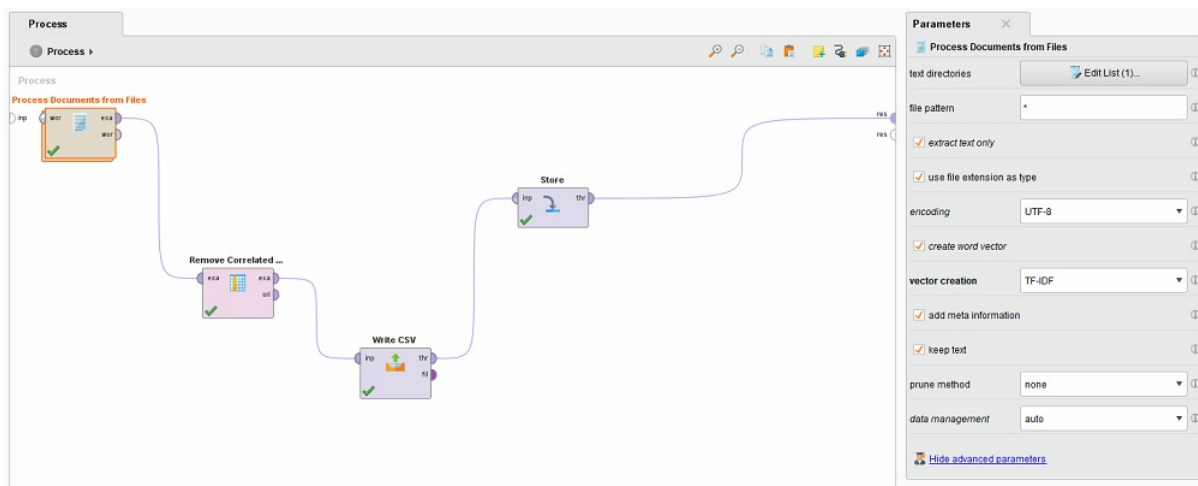 Process
Process
Process
Process Documents from Files
inp
wor
exa
wor
Remove Correlated ...
exa
exa
ori
Write CSV
inp
thr
fil
Store
inp
thr
res
res
Parameters
Process Documents from Files
text directories
Edit List (1)...
file pattern
*
extract text only
use file extension as type
encoding
UTF-8
create word vector
vector creation
TF-IDF
add meta information
keep text
prune method
none
data management
auto
Hide advanced parameters